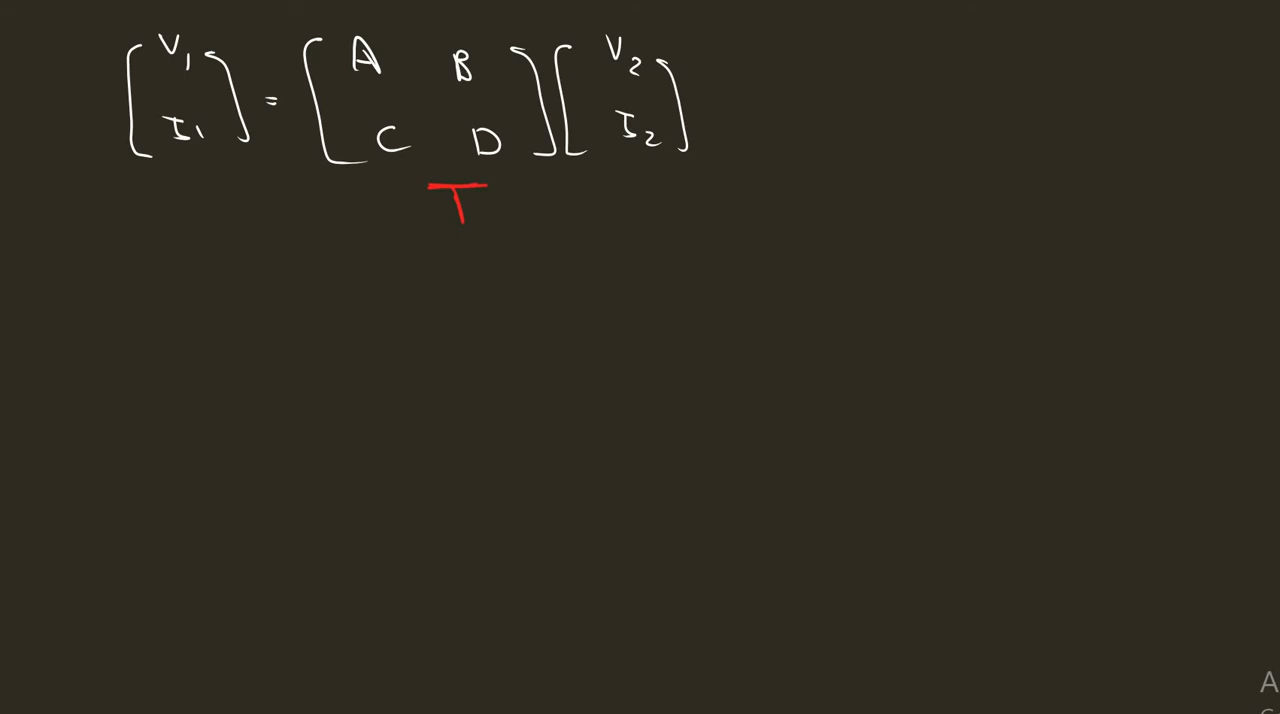 [V₁ I₁] = [A B C D] [V₂ I₂]
T
A